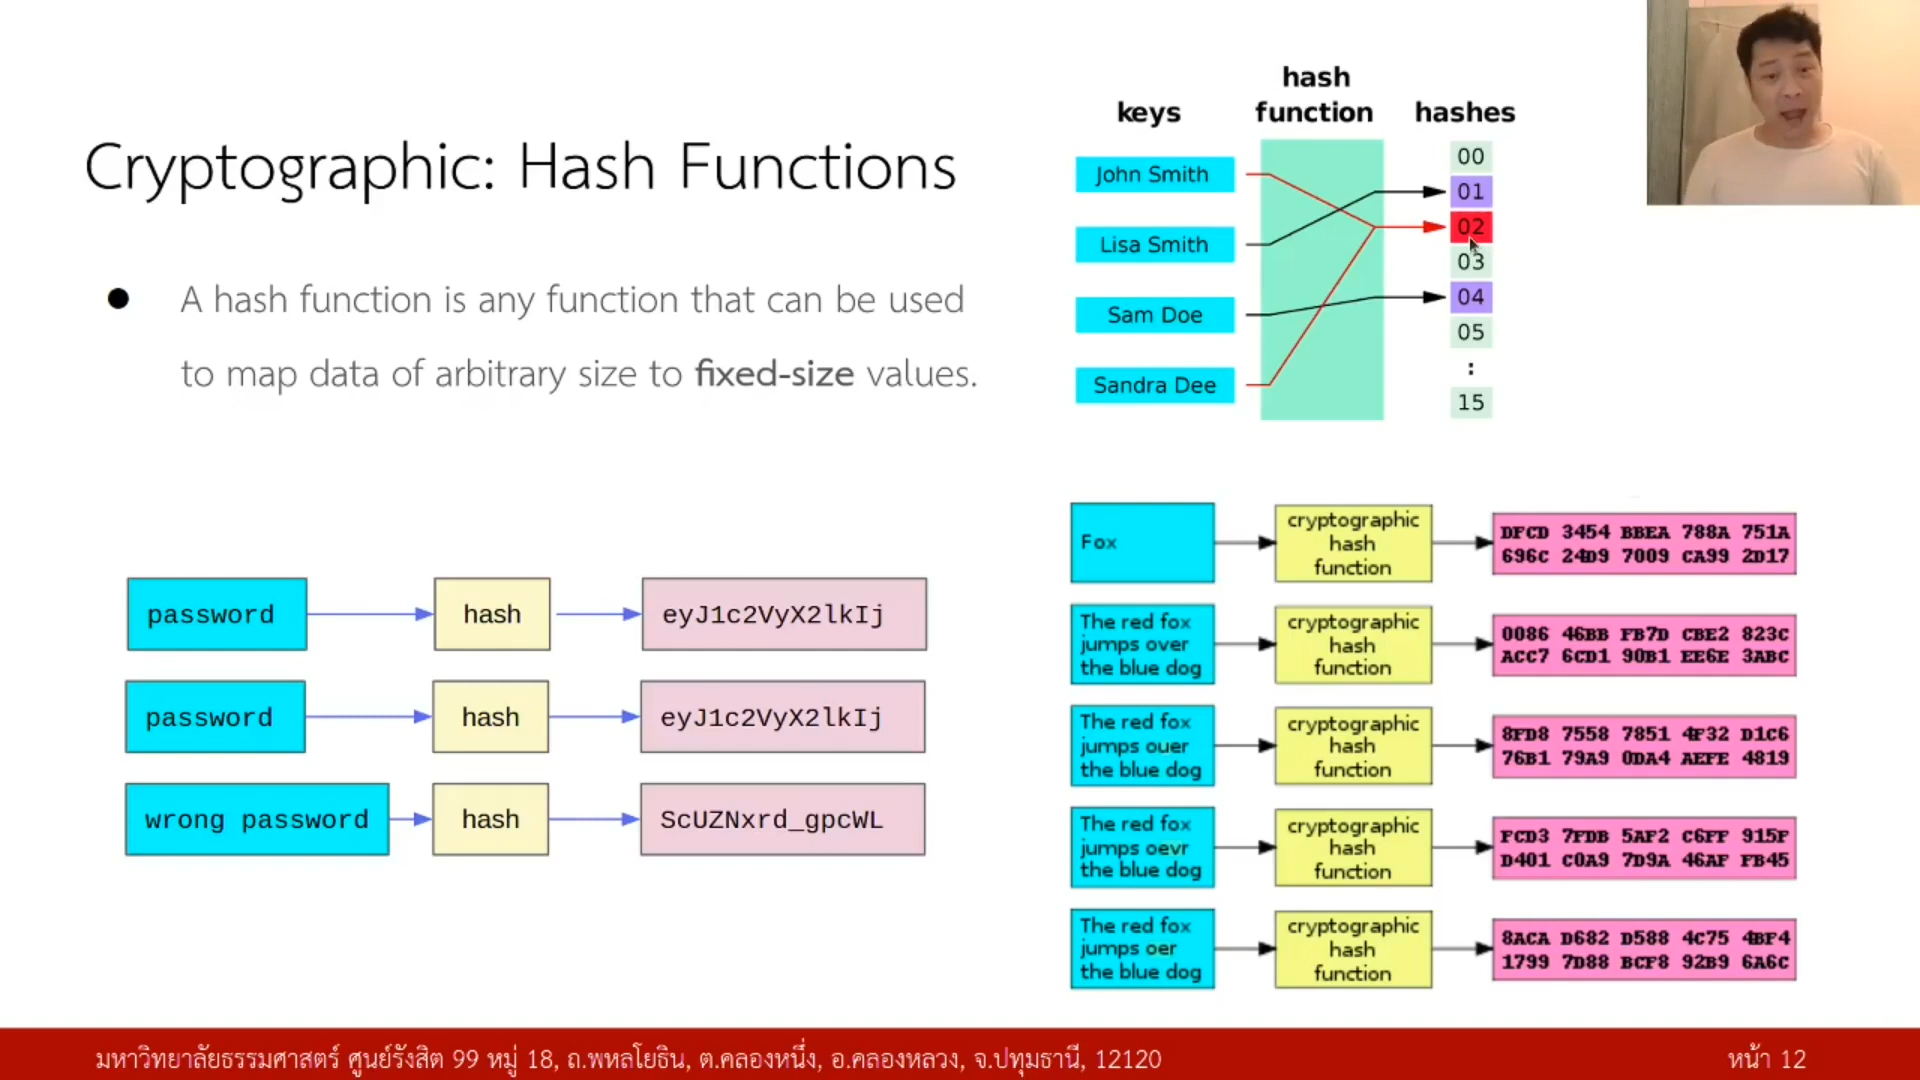 Cryptographic: Hash Functions
A hash function is any function that can be used
to map data of arbitrary size to fixed-size values.
keys
hash
function
hashes
John Smith
Lisa Smith
Sam Doe
Sandra Dee
00
01
02
03
04
05
:
15
password
hash
eyJ1c2VyX2lkIj
password
hash
eyJ1c2VyX2lkIj
wrong password
hash
ScUZNxrd_gpcWL
Fox
cryptographic
hash
function
DFCD 3454 BBEA 788A 751A
696C 24D9 7009 CA99 2D17
The red fox
jumps over
the blue dog
cryptographic
hash
function
0086 46BB FB7D CBE2 823C
ACC7 6CD1 90B1 EE6E 3ABC
The red fox
jumps ouer
the blue dog
cryptographic
hash
function
8FD8 7558 7851 4F32 D1C6
76B1 79A9 0DA4 AEFE 4819
The red fox
jumps oevr
the blue dog
cryptographic
hash
function
FCD3 7FDB 5AF2 C6FF 915F
D401 C0A9 7D9A 46AF FB45
The red fox
jumps oer
the blue dog
cryptographic
hash
function
8ACA D682 D588 4C75 4BF4
1799 7D88 BCF8 92B9 6A6C
มหาวิทยาลัยธรรมศาสตร์ ศูนย์รังสิต 99 หมู่ 18, ถ.พหลโยธิน, ต.คลองหนึ่ง, อ.คลองหลวง, จ.ปทุมธานี, 12120
หน้า 12